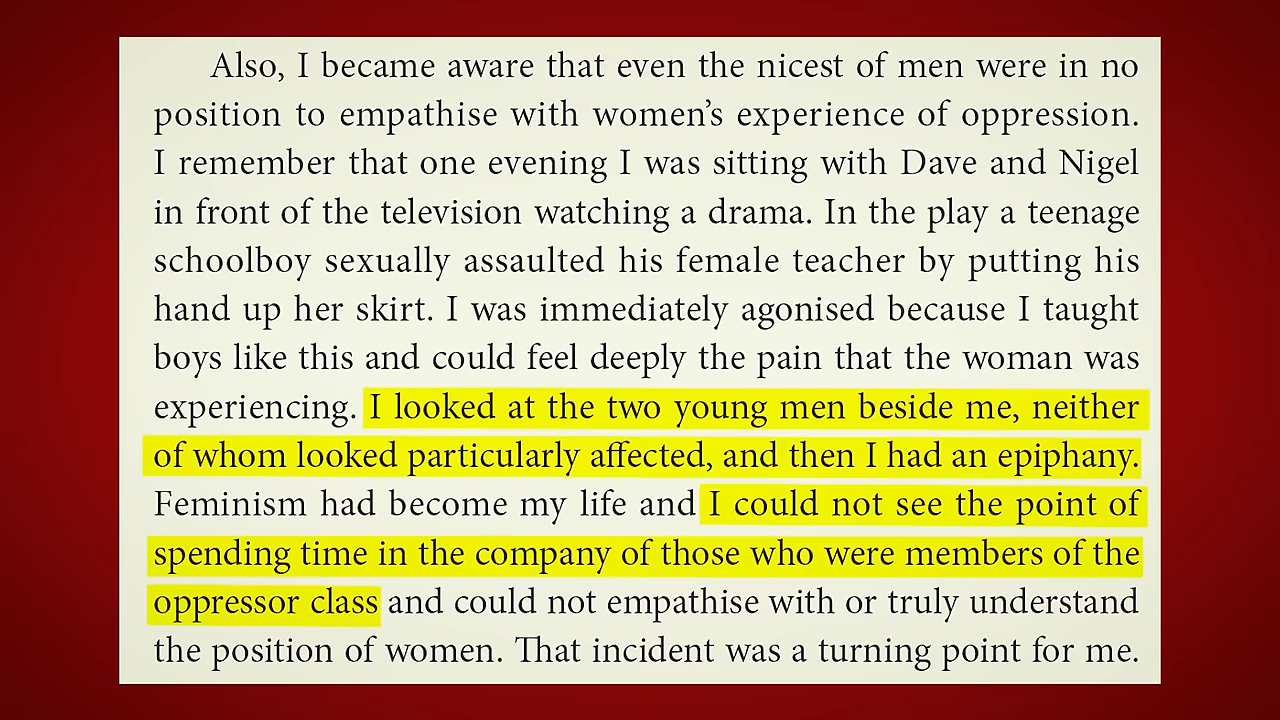 Also, I became aware that even the nicest of men were in no
position to empathise with women’s experience of oppression.
I remember that one evening I was sitting with Dave and Nigel
in front of the television watching a drama. In the play a teenage
schoolboy sexually assaulted his female teacher by putting his
hand up her skirt. I was immediately agonised because I taught
boys like this and could feel deeply the pain that the woman was
experiencing. I looked at the two young men beside me, neither
of whom looked particularly affected, and then I had an epiphany.
Feminism had become my life and I could not see the point of
spending time in the company of those who were members of the
oppressor class and could not empathise with or truly understand
the position of women. That incident was a turning point for me.